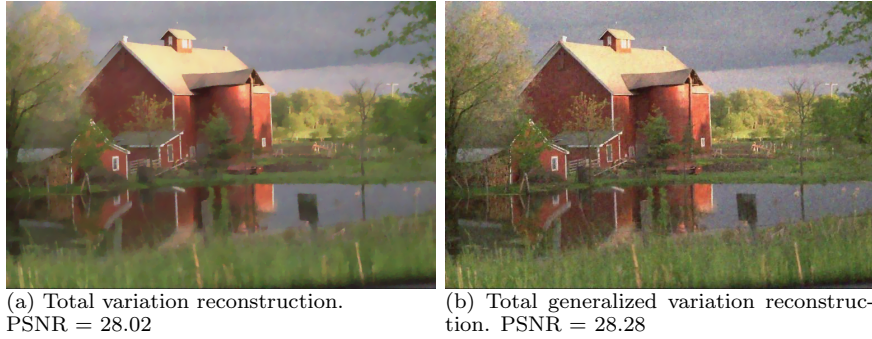 (a) Total variation reconstruction.
PSNR = 28.02
(b) Total generalized variation reconstruc-
tion. PSNR = 28.28